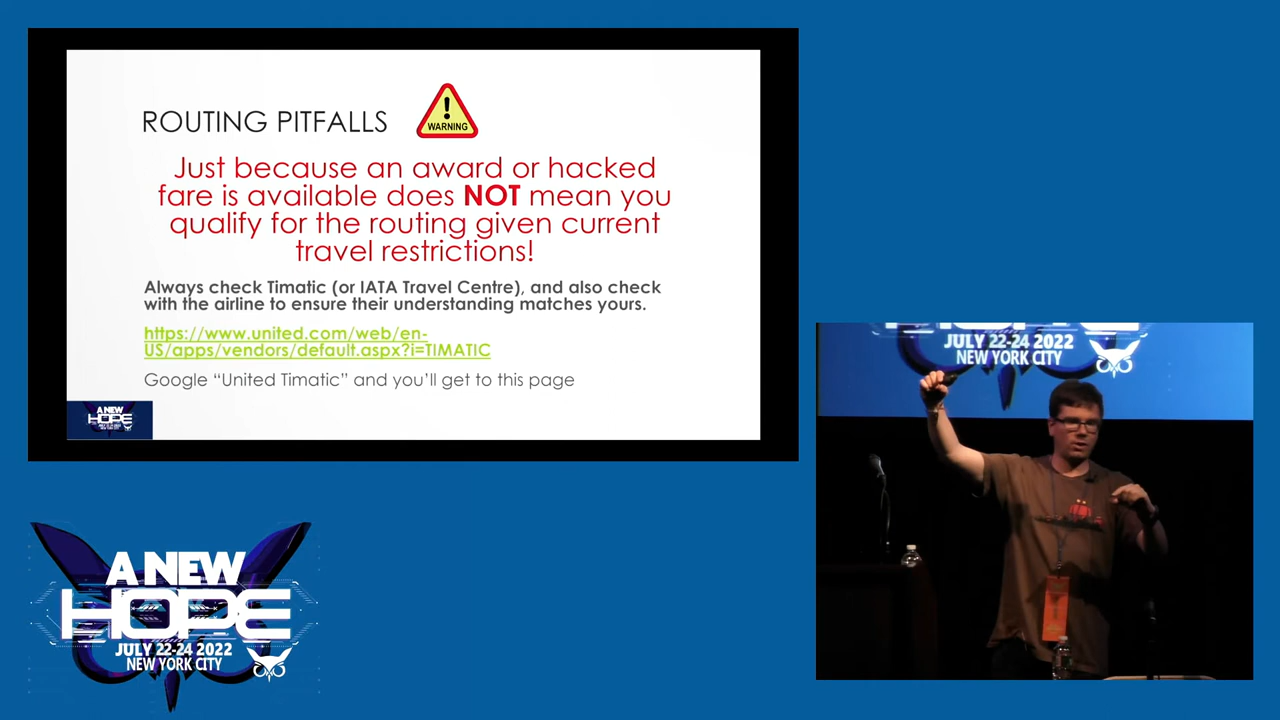 ROUTING PITFALLS
WARNING
Just because an award or hacked
fare is available does NOT mean you
qualify for the routing given current
travel restrictions!
Always check Timatic (or IATA Travel Centre), and also check
with the airline to ensure their understanding matches yours.
https://www.united.com/web/en-
US/apps/vendors/default.aspx?i=TIMATIC
Google “United Timatic” and you’ll get to this page
A NEW
HOPE
JULY 22-24 2022
NEW YORK CITY
A NEW
HOPE
JULY 22-24 2022
NEW YORK CITY